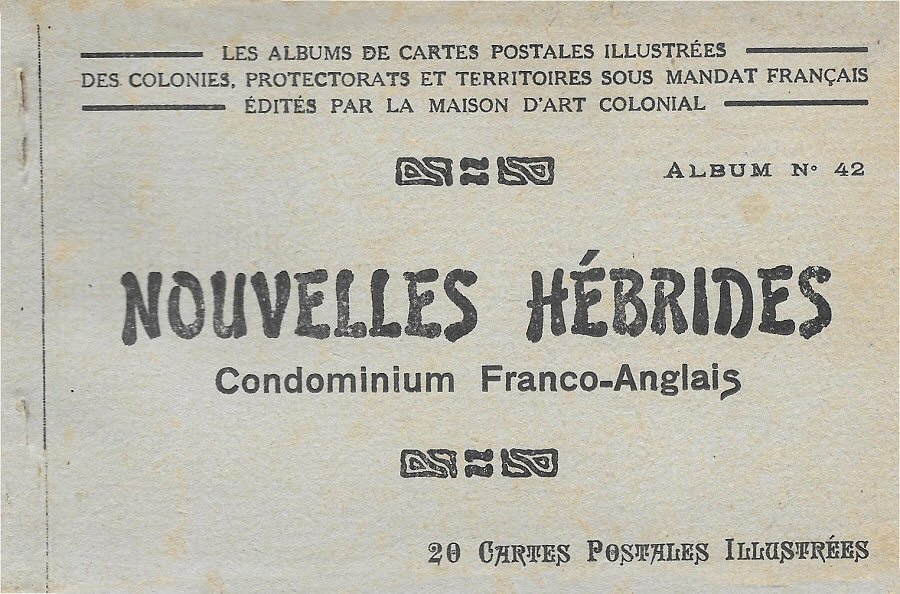 LES ALBUMS DE CARTES POSTALES ILLUSTRÉES
DES COLONIES, PROTECTORATS ET TERRITOIRES SOUS MANDAT FRANÇAIS
ÉDITÉS PAR LA MAISON D'ART COLONIAL
ALBUM N° 42
NOUVELLES HÉBRIDES
Condominium Franco-Anglais
20 CARTES POSTALES ILLUSTRÉES